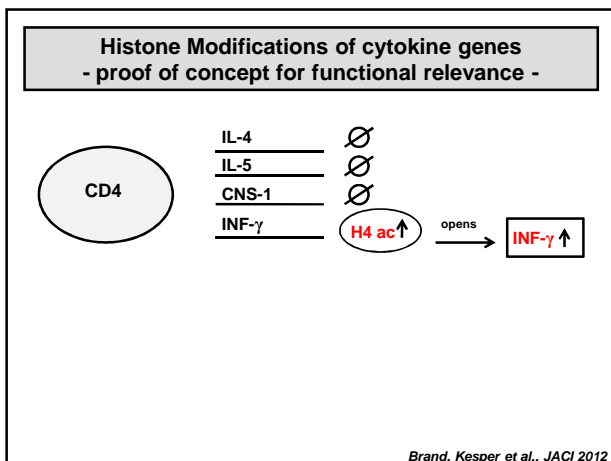 Histone Modifications of cytokine genes
- proof of concept for functional relevance -
CD4
IL-4 Ø
IL-5 Ø
CNS-1 Ø
INF-γ H4 ac↑ opens INF-γ ↑
Brand, Kesper et al., JACI 2012